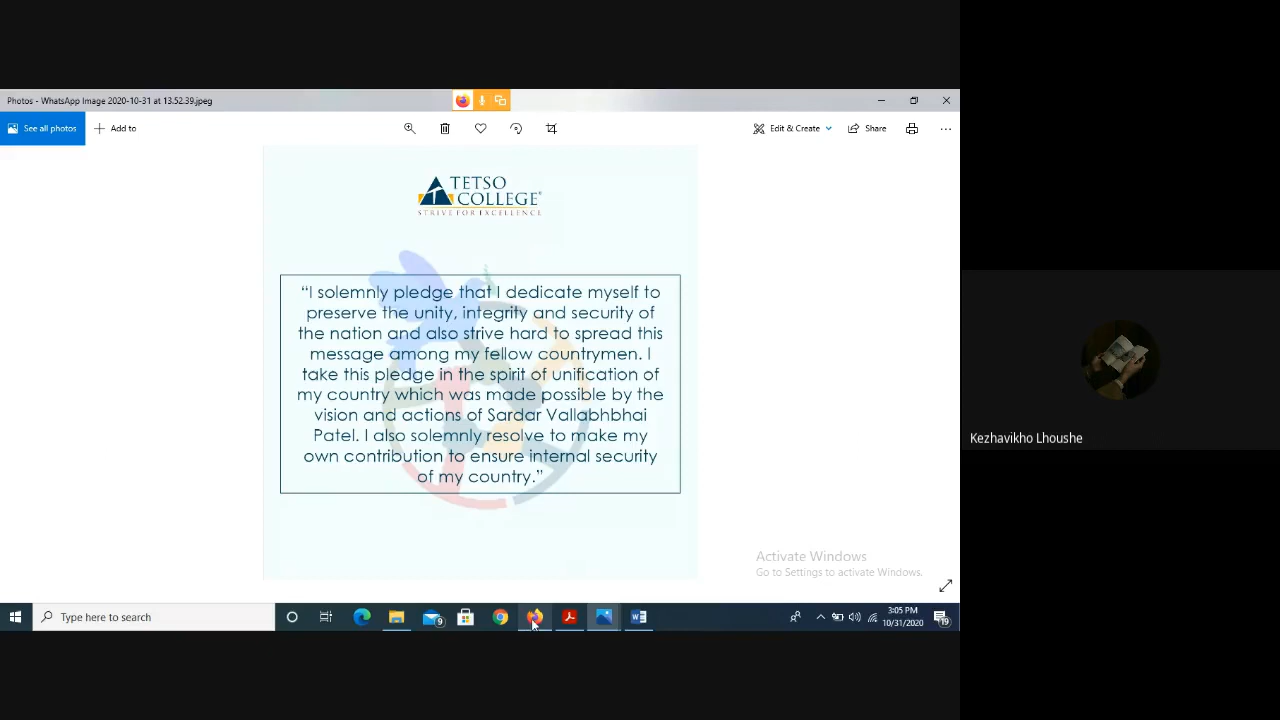 Photos - WhatsApp Image 2020-10-31 at 13.52.39.jpeg
See all photos
Add to
Edit & Create
Share
TETSO
COLLEGE®
STRIVE FOR EXCELLENCE
“I solemnly pledge that I dedicate myself to
preserve the unity, integrity and security of
the nation and also strive hard to spread this
message among my fellow countrymen. I
take this pledge in the spirit of unification of
my country which was made possible by the
vision and actions of Sardar Vallabhbhai
Patel. I also solemnly resolve to make my
own contribution to ensure internal security
of my country.”
Kezhavikho Lhoushe
Activate Windows
Go to Settings to activate Windows.
Type here to search
9
3:05 PM
10/31/2020
19